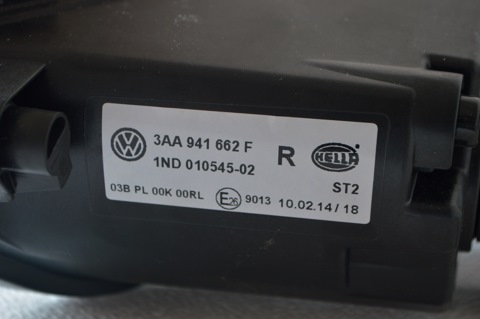 3AA 941 662 F
1ND 010545-02
R
HELLA
ST2
03B PL 00K 00RL E26 9013 10.02.14/18